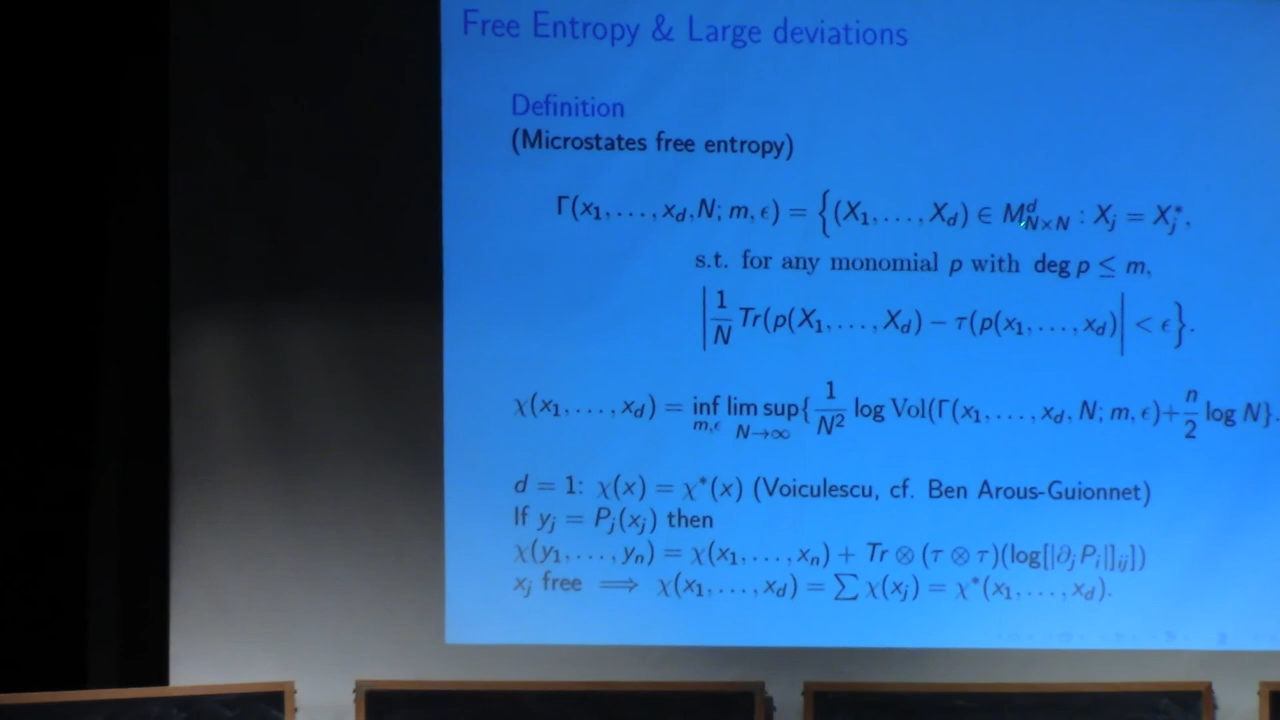 Free Entropy & Large deviations
Definition
(Microstates free entropy)
Γ(x₁, . . . , x_d, N; m, ϵ) = {(X₁, . . . , X_d) ∈ M^d_{N×N} : X_j = X_j^*,
s.t. for any monomial p with deg p ≤ m,
|1/N Tr(p(X₁, . . . , X_d) − τ(p(x₁, . . . , x_d)| < ϵ}.
χ(x₁, . . . , x_d) = inf_{m,ϵ} lim sup_{N→∞}{1/N² log Vol(Γ(x₁, . . . , x_d, N; m, ϵ)+n/2 log N}.
d = 1: χ(x) = χ*(x) (Voiculescu, cf. Ben Arous-Guionnet)
If y_j = P_j(x_j) then
χ(y₁, . . . , y_n) = χ(x₁, . . . , x_n) + Tr ⊗ (τ ⊗ τ)(log[|∂_j P_i|]_{ij}])
x_j free ⟹ χ(x₁, . . . , x_d) = ∑ χ(x_j) = χ*(x₁, . . . , x_d).